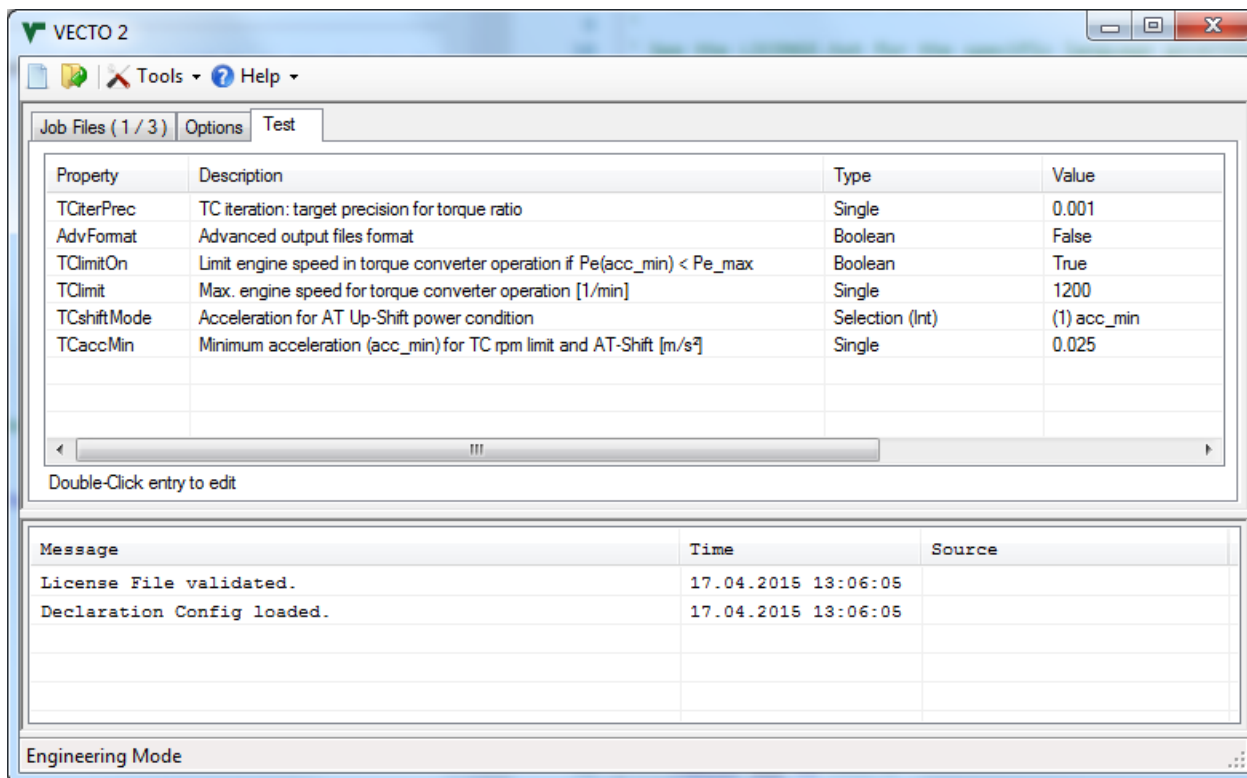 VECTO 2
Tools Help
Job Files ( 1 / 3 ) Options Test
Property Description Type Value
TCiterPrec TC iteration: target precision for torque ratio Single 0.001
AdvFormat Advanced output files format Boolean False
TClimitOn Limit engine speed in torque converter operation if Pe(acc_min) < Pe_max Boolean True
TClimit Max. engine speed for torque converter operation [1/min] Single 1200
TCshiftMode Acceleration for AT Up-Shift power condition Selection (Int) (1) acc_min
TCaccMin Minimum acceleration (acc_min) for TC rpm limit and AT-Shift [m/s²] Single 0.025
Double-Click entry to edit
Message Time Source
License File validated. 17.04.2015 13:06:05
Declaration Config loaded. 17.04.2015 13:06:05
Engineering Mode